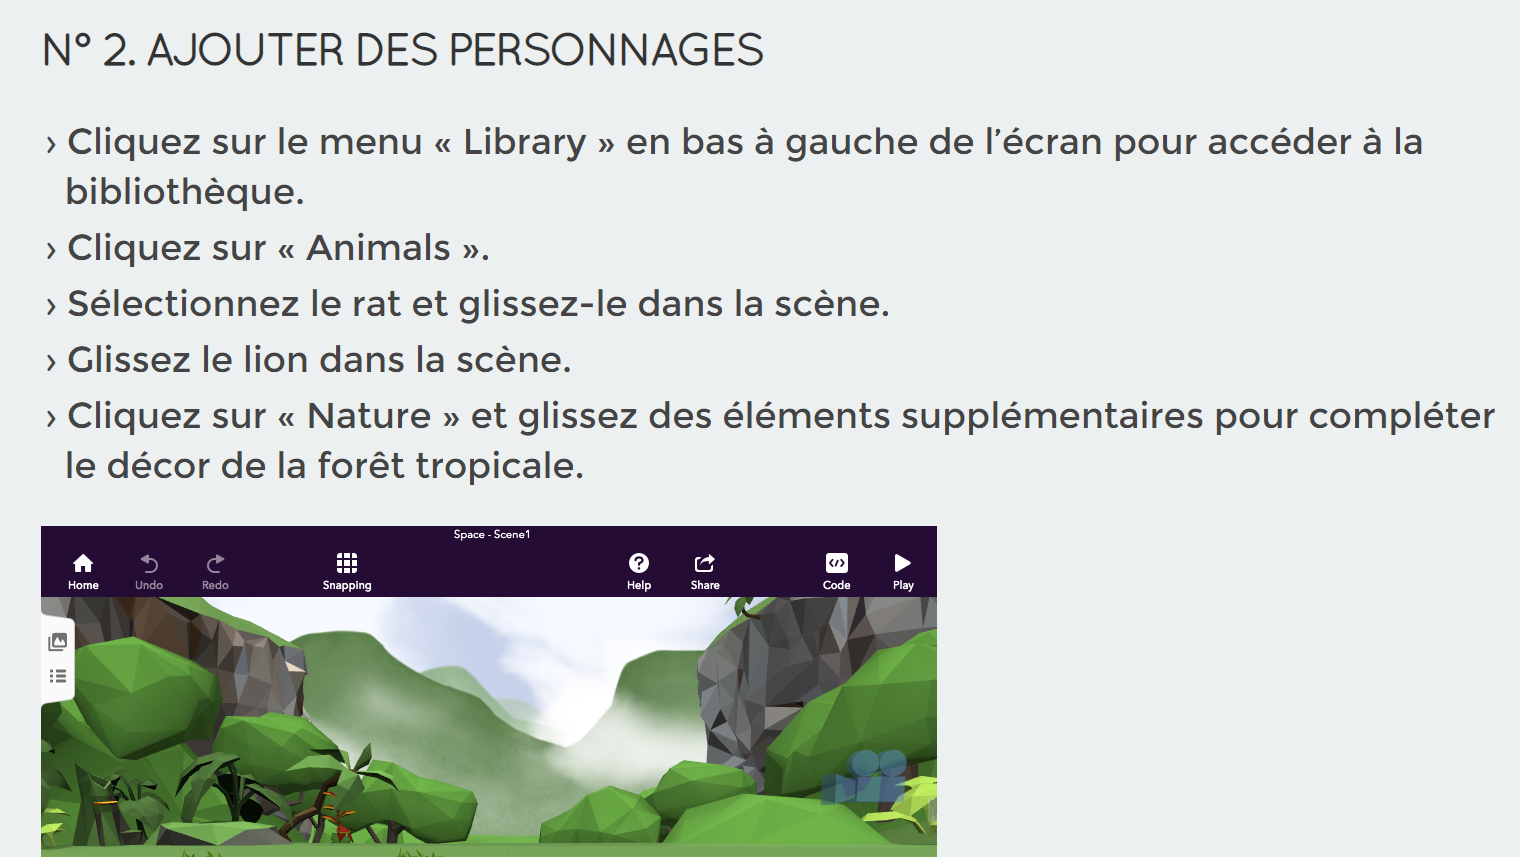 N° 2. AJOUTER DES PERSONNAGES
› Cliquez sur le menu « Library » en bas à gauche de l’écran pour accéder à la
bibliothèque.
› Cliquez sur « Animals ».
› Sélectionnez le rat et glissez-le dans la scène.
› Glissez le lion dans la scène.
› Cliquez sur « Nature » et glissez des éléments supplémentaires pour compléter
le décor de la forêt tropicale.
Space - Scene1
Home Undo Redo Snapping Help Share Code Play